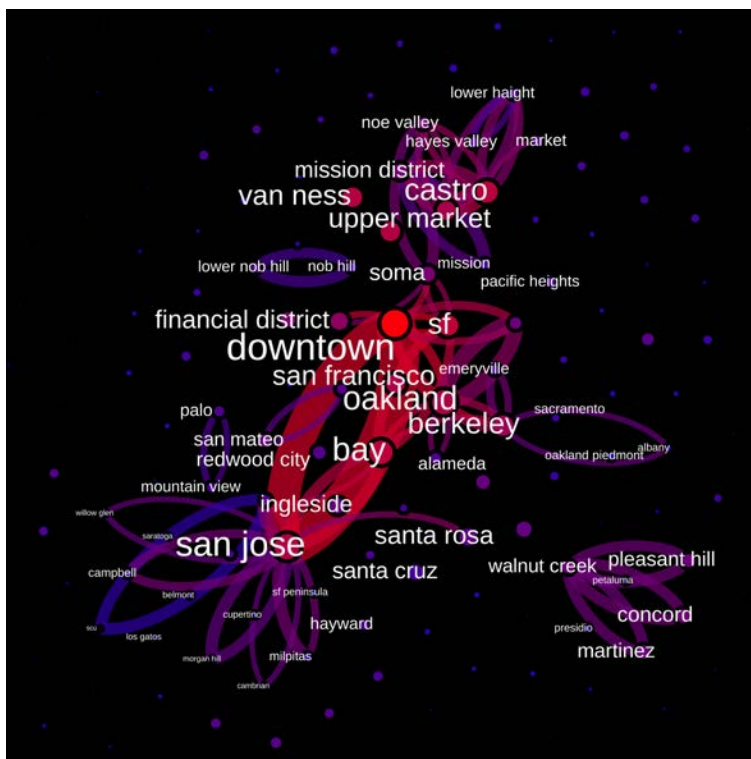 lower haight
noe valley
hayes valley
market
mission district
castro
van ness
upper market
lower nob hill
nob hill
soma
mission
pacific heights
financial district
sf
downtown
san francisco
emeryville
oakland
palo
berkeley
sacramento
san mateo
bay
redwood city
alameda
oakland piedmont
albany
mountain view
ingleside
willow glen
saratoga
san jose
santa rosa
campbell
santa cruz
walnut creek
pleasant hill
petaluma
belmont
sf peninsula
cupertino
concord
scu
los gatos
hayward
presidio
martinez
morgan hill
milpitas
cambrian